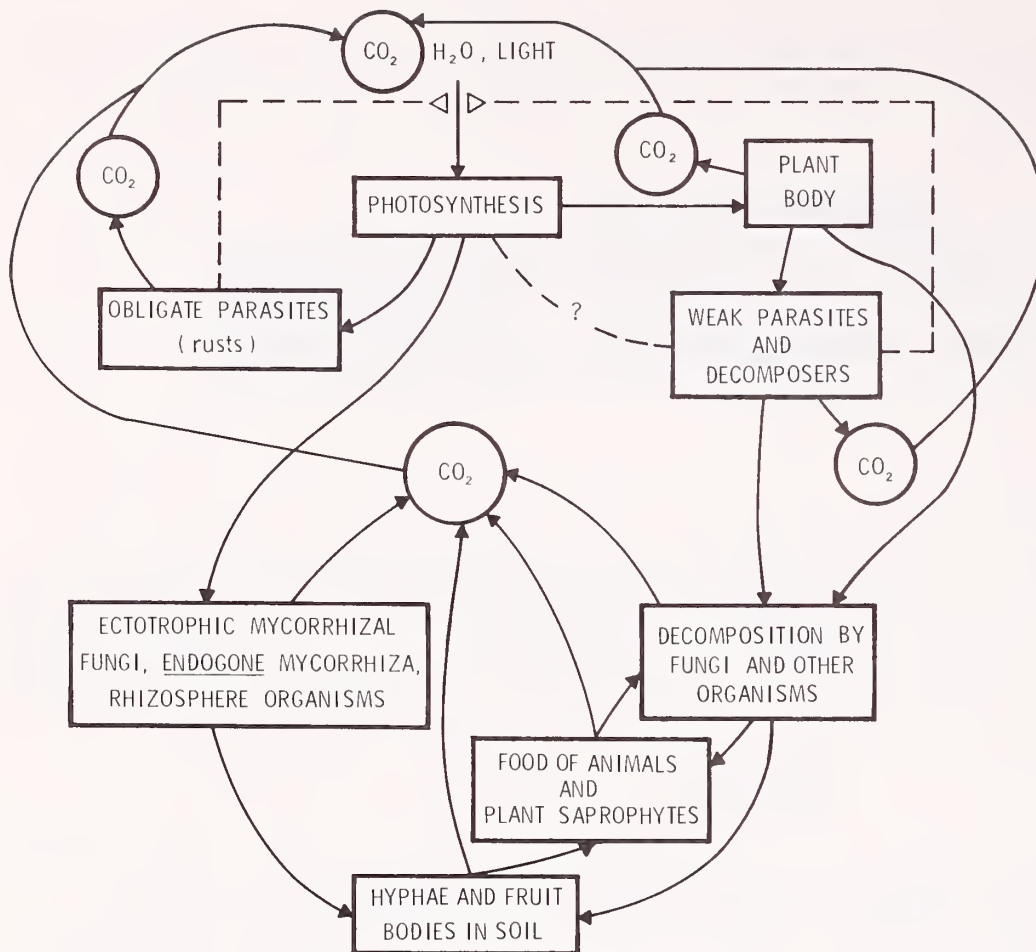 CO₂ H₂O, LIGHT
CO₂
CO₂
PLANT
BODY
PHOTOSYNTHESIS
OBLIGATE PARASITES
(rusts)
?
WEAK PARASITES
AND
DECOMPOSERS
CO₂
CO₂
ECTOTROPHIC MYCORRHIZAL
FUNGI, ENDOGONE MYCORRHIZA,
RHIZOSPHERE ORGANISMS
DECOMPOSITION BY
FUNGI AND OTHER
ORGANISMS
FOOD OF ANIMALS
AND
PLANT SAPROPHYTES
HYPHAE AND FRUIT
BODIES IN SOIL